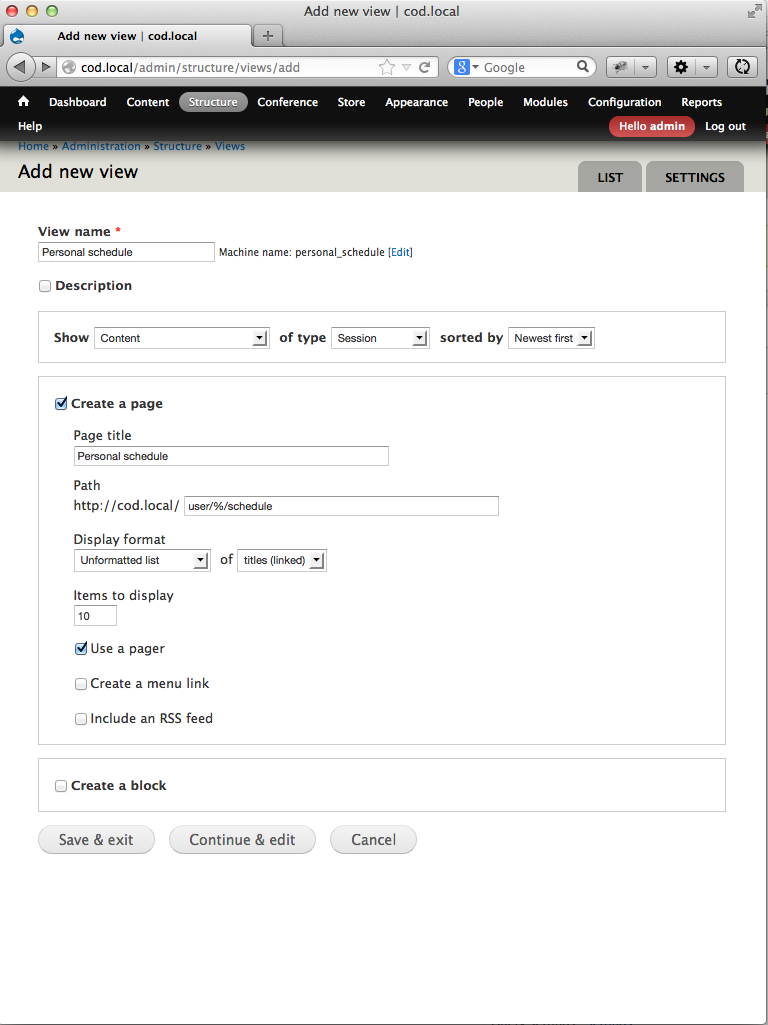 Add new view | cod.local
Add new view | cod.local
cod.local/admin/structure/views/add
Google
Dashboard Content Structure Conference Store Appearance People Modules Configuration Reports
Help Hello admin Log out
Home » Administration » Structure » Views
Add new view LIST SETTINGS
View name *
Personal schedule Machine name: personal_schedule [Edit]
Description
Show Content of type Session sorted by Newest first
Create a page
Page title
Personal schedule
Path
http://cod.local/ user/%/schedule
Display format
Unformatted list of titles (linked)
Items to display
10
Use a pager
Create a menu link
Include an RSS feed
Create a block
Save & exit Continue & edit Cancel